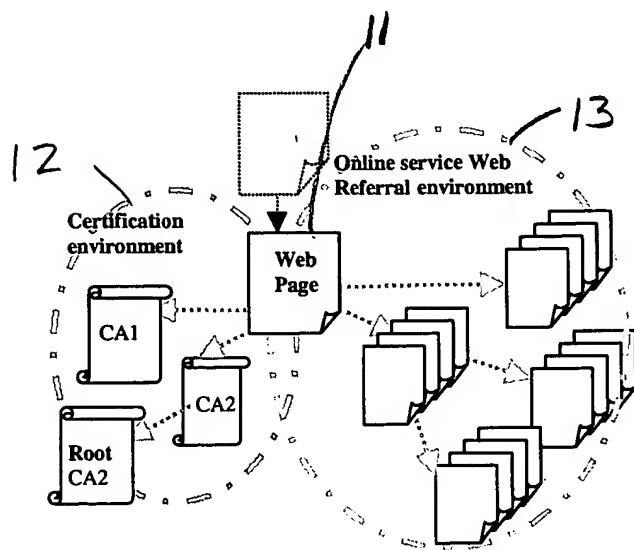 11
13
12
Online service Web
Referral environment
Certification
environment
Web
Page
CA1
CA2
Root
CA2